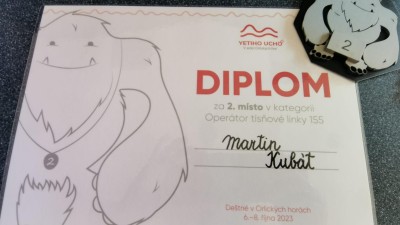 YETIHO UCHO
DIPLOM
za 2. místo v kategorii
Operátor tísňové linky 155
Martin
Kubát
Deštné v Orlických horách
6.–8. října 2023
2
2